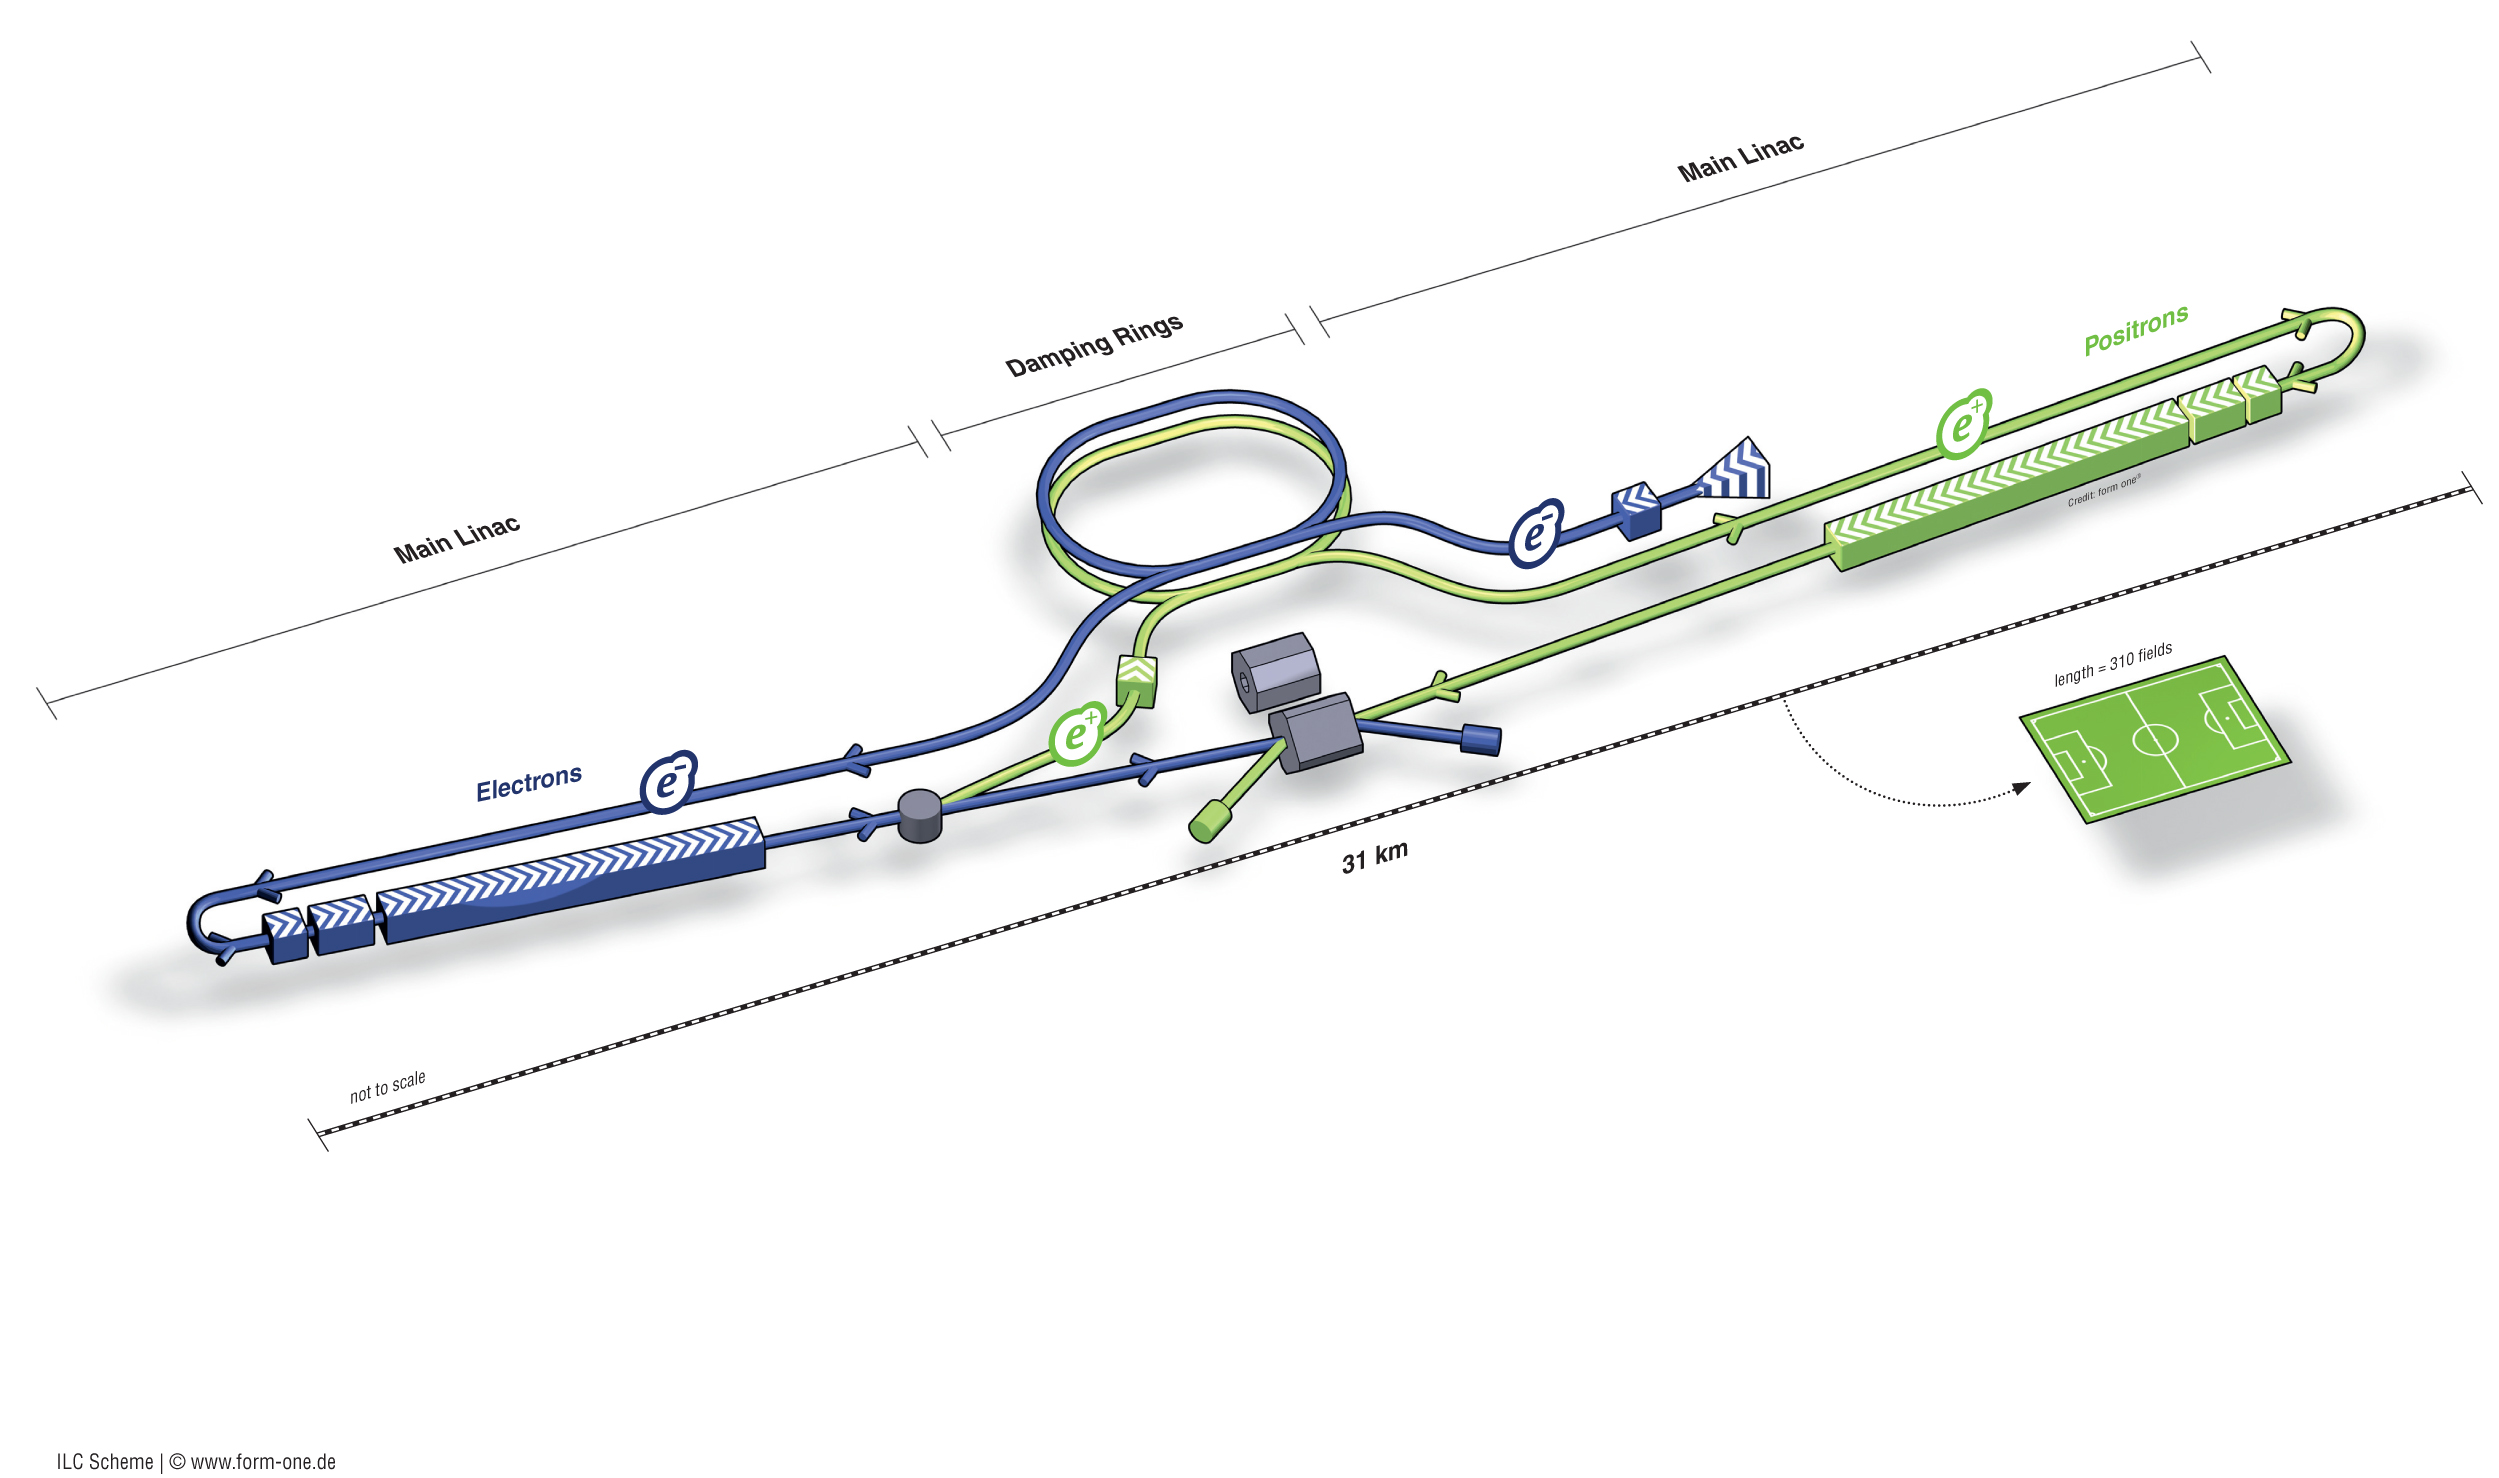 Main Linac
Damping Rings
Main Linac
Positrons
e+
e-
Credit: form one®
Electrons
e-
e+
length = 310 fields
31 km
not to scale
ILC Scheme | © www.form-one.de